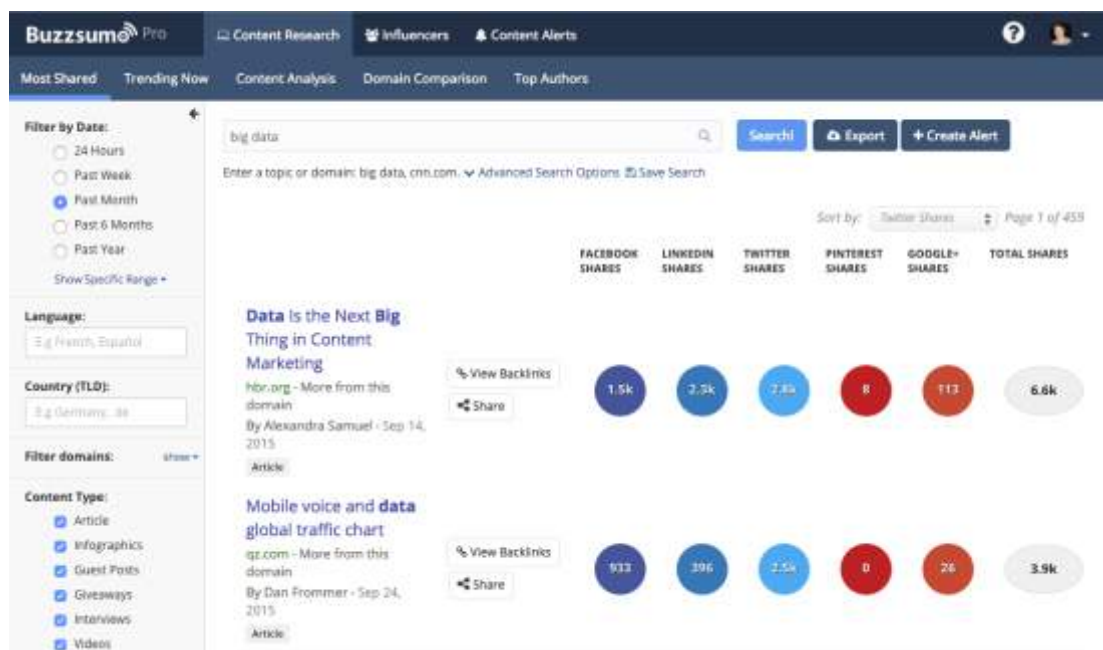 Buzzsumo Pro
Content Research
Influencers
Content Alerts
?
Most Shared
Trending Now
Content Analysis
Domain Comparison
Top Authors
Filter by Date:
24 Hours
Past Week
Past Month
Past 6 Months
Past Year
Show Specific Range
Language:
E.g French, Español
Country (TLD):
E.g Germany, .de
Filter domains: show
Content Type:
Article
Infographics
Guest Posts
Giveaways
Interviews
Videos
big data
Search!
Export
+ Create Alert
Enter a topic or domain: big data, cnn.com. Advanced Search Options Save Search
Sort by: Twitter Shares Page 1 of 459
FACEBOOK SHARES
LINKEDIN SHARES
TWITTER SHARES
PINTEREST SHARES
GOOGLE+ SHARES
TOTAL SHARES
Data Is the Next Big
Thing in Content
Marketing
hbr.org - More from this
domain
By Alexandra Samuel - Sep 14,
2015
Article
View Backlinks
Share
1.5k
2.3k
8
113
6.6k
Mobile voice and data
global traffic chart
qz.com - More from this
domain
By Dan Frommer - Sep 24,
2015
Article
View Backlinks
Share
933
396
2.5k
0
26
3.9k